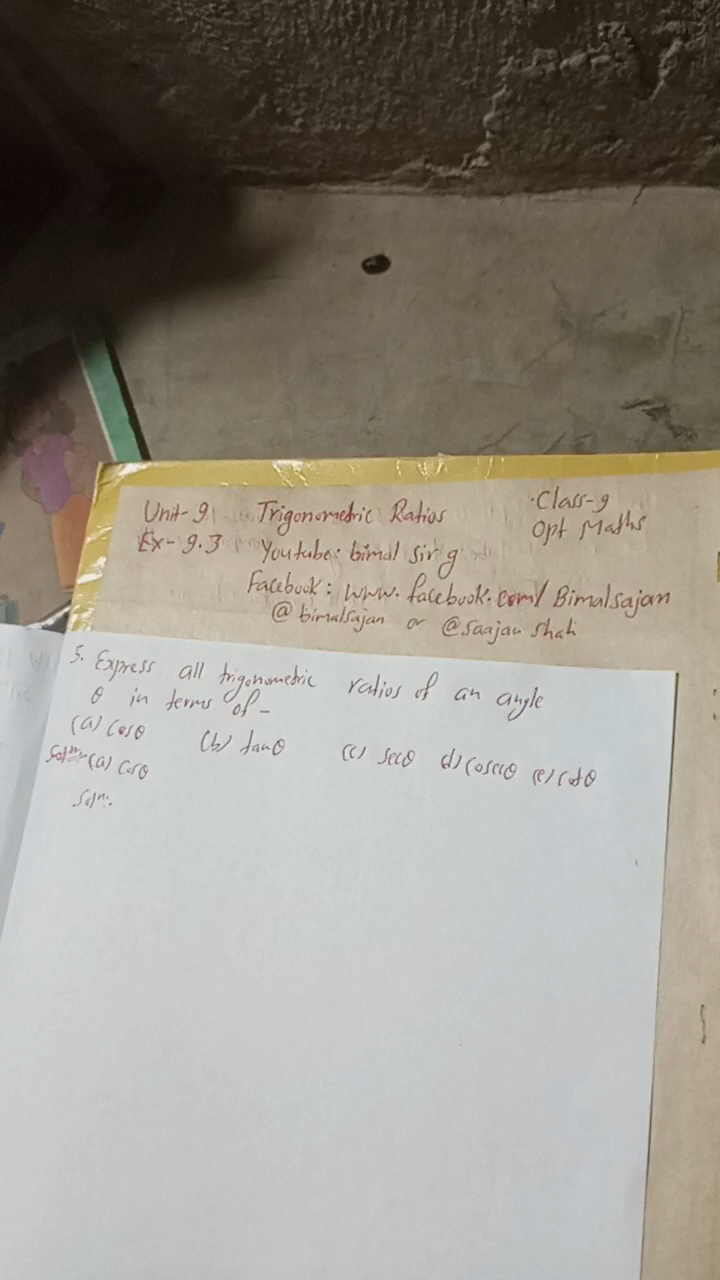 Unit-9 Trigonometric Ratios Class-9
Opt Maths
Ex-9.3 Youtube: bimal sir g
Facebook: www.facebook.com/Bimalsajan
@bimalsajan or @saajan shah
5. Express all trigonometric ratios of an angle
θ in terms of -
(a) cosθ (b) tanθ (c) secθ (d) cosecθ (e) cotθ
Solⁿ: (a) cosθ
Solⁿ: